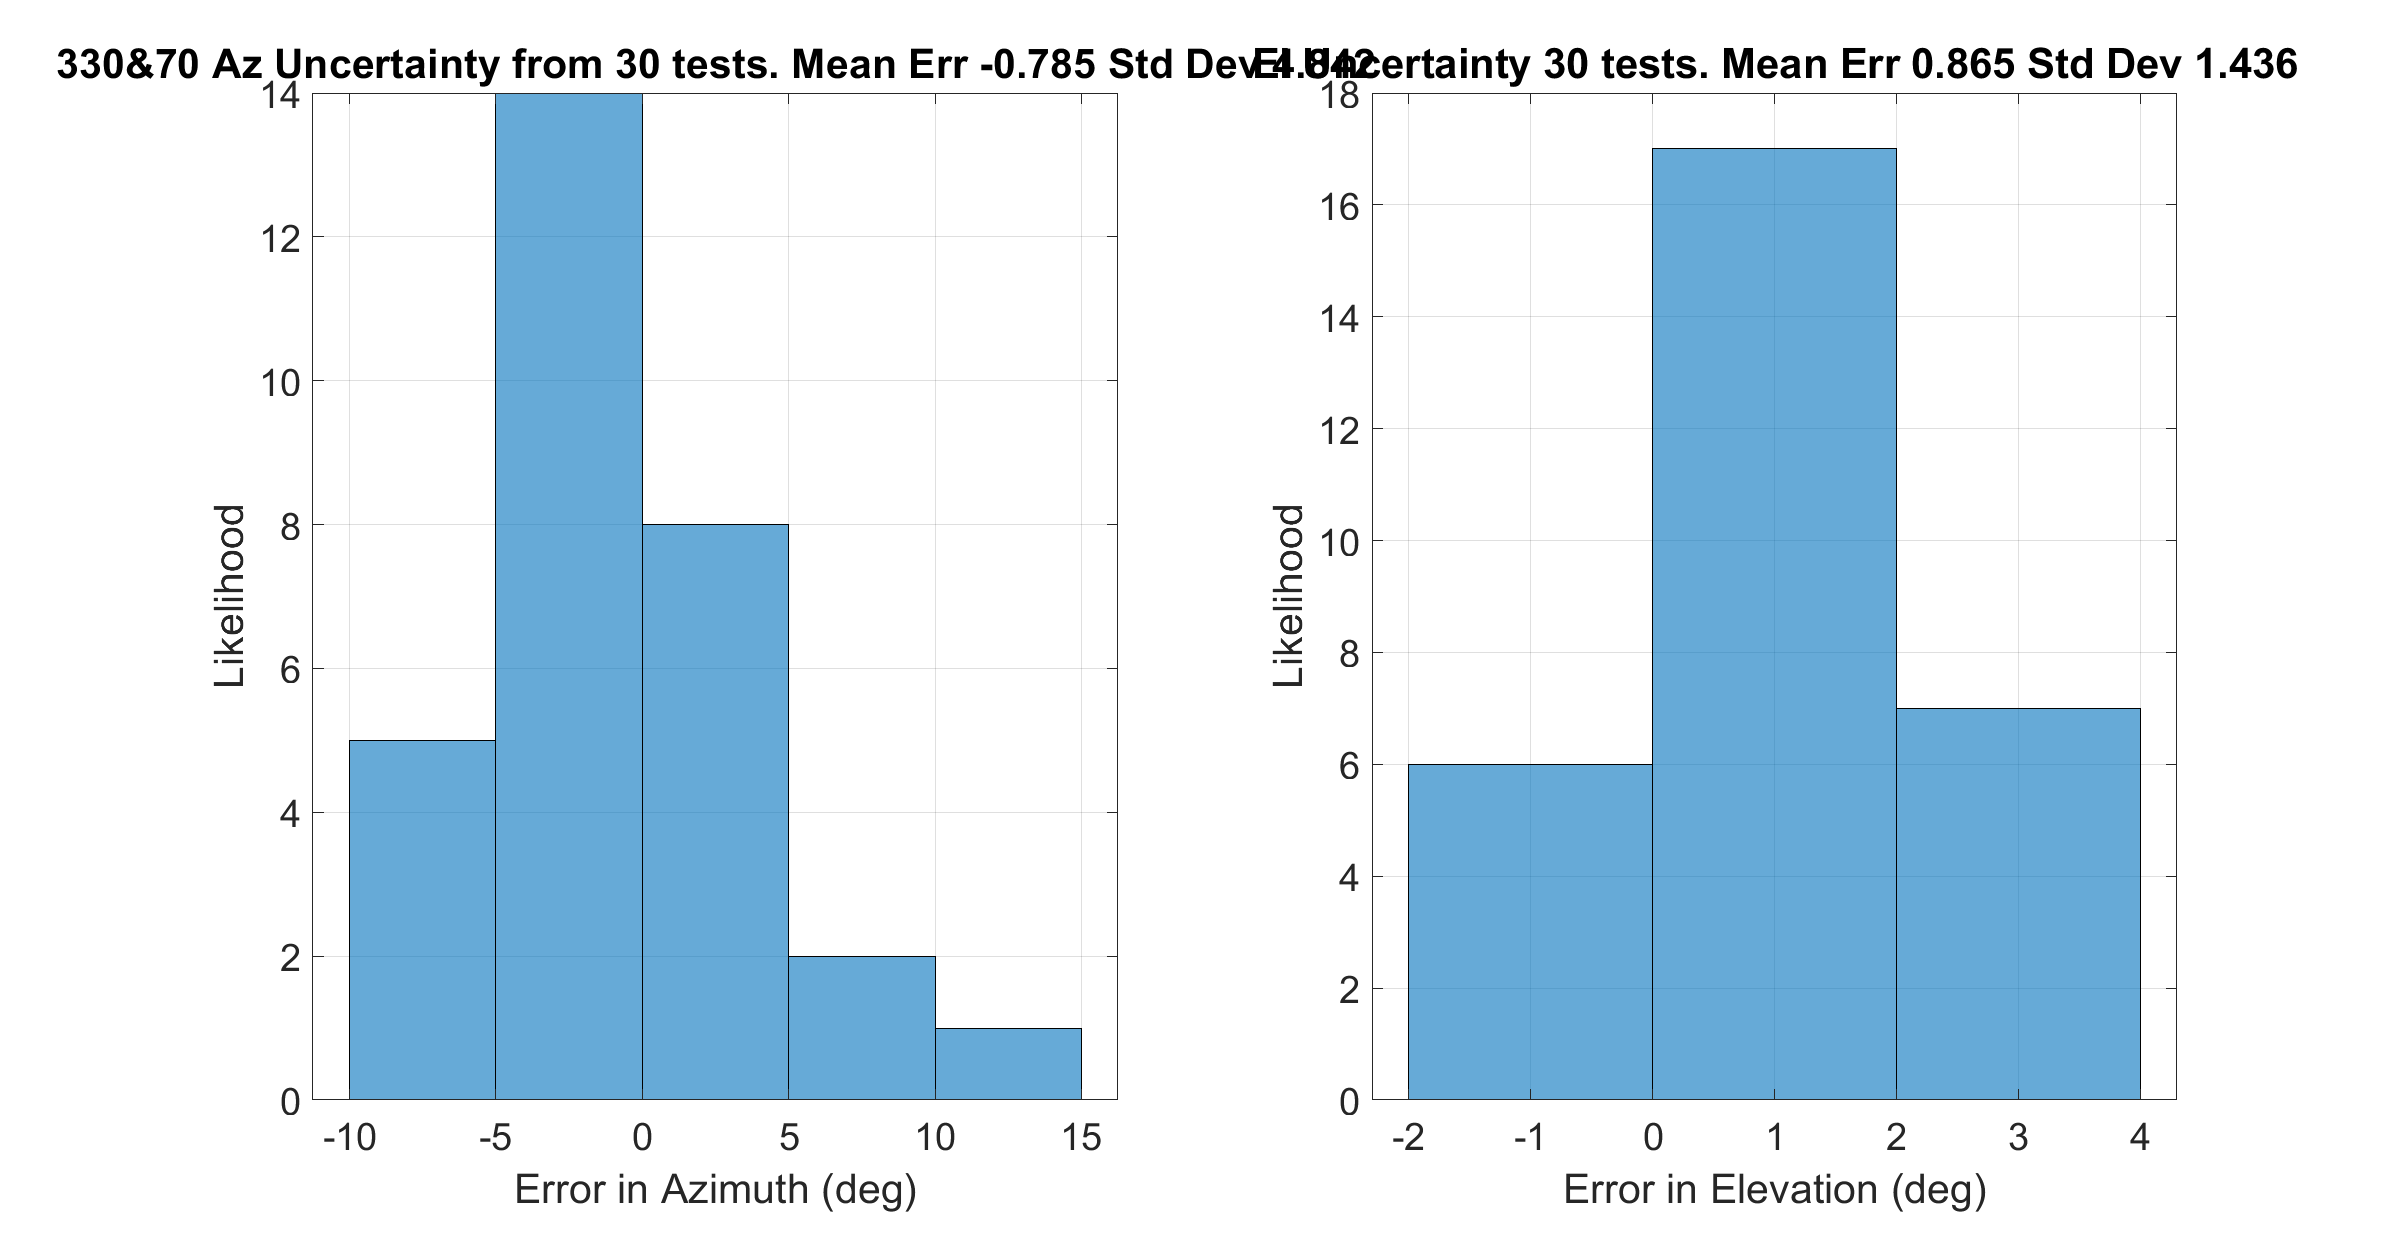 330&70 Az Uncertainty from 30 tests. Mean Err -0.785 Std Dev 4.842
El Uncertainty 30 tests. Mean Err 0.865 Std Dev 1.436
14
12
10
8
6
4
2
0
Likelihood
-10 -5 0 5 10 15
Error in Azimuth (deg)
18
16
14
12
10
8
6
4
2
0
Likelihood
-2 -1 0 1 2 3 4
Error in Elevation (deg)